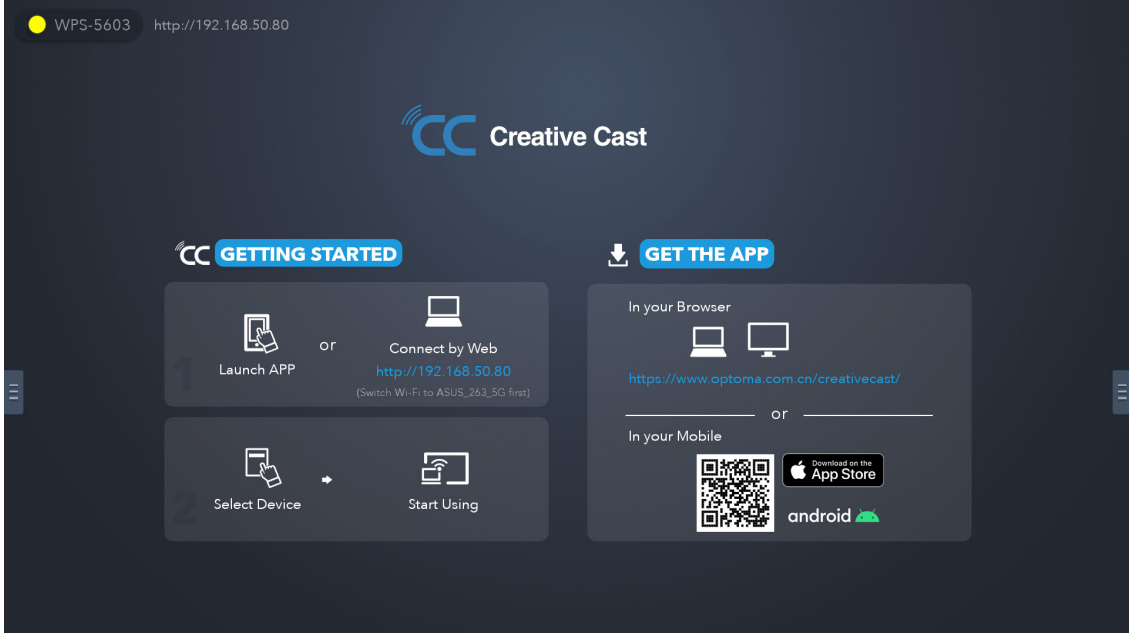 WPS-5603 http://192.168.50.80
CC Creative Cast
CC GETTING STARTED
1
Launch APP
or
Connect by Web
http://192.168.50.80
(Switch Wi-Fi to ASUS_263_5G first)
2
Select Device
Start Using
GET THE APP
In your Browser
https://www.optoma.com.cn/creativecast/
or
In your Mobile
Download on the
App Store
android